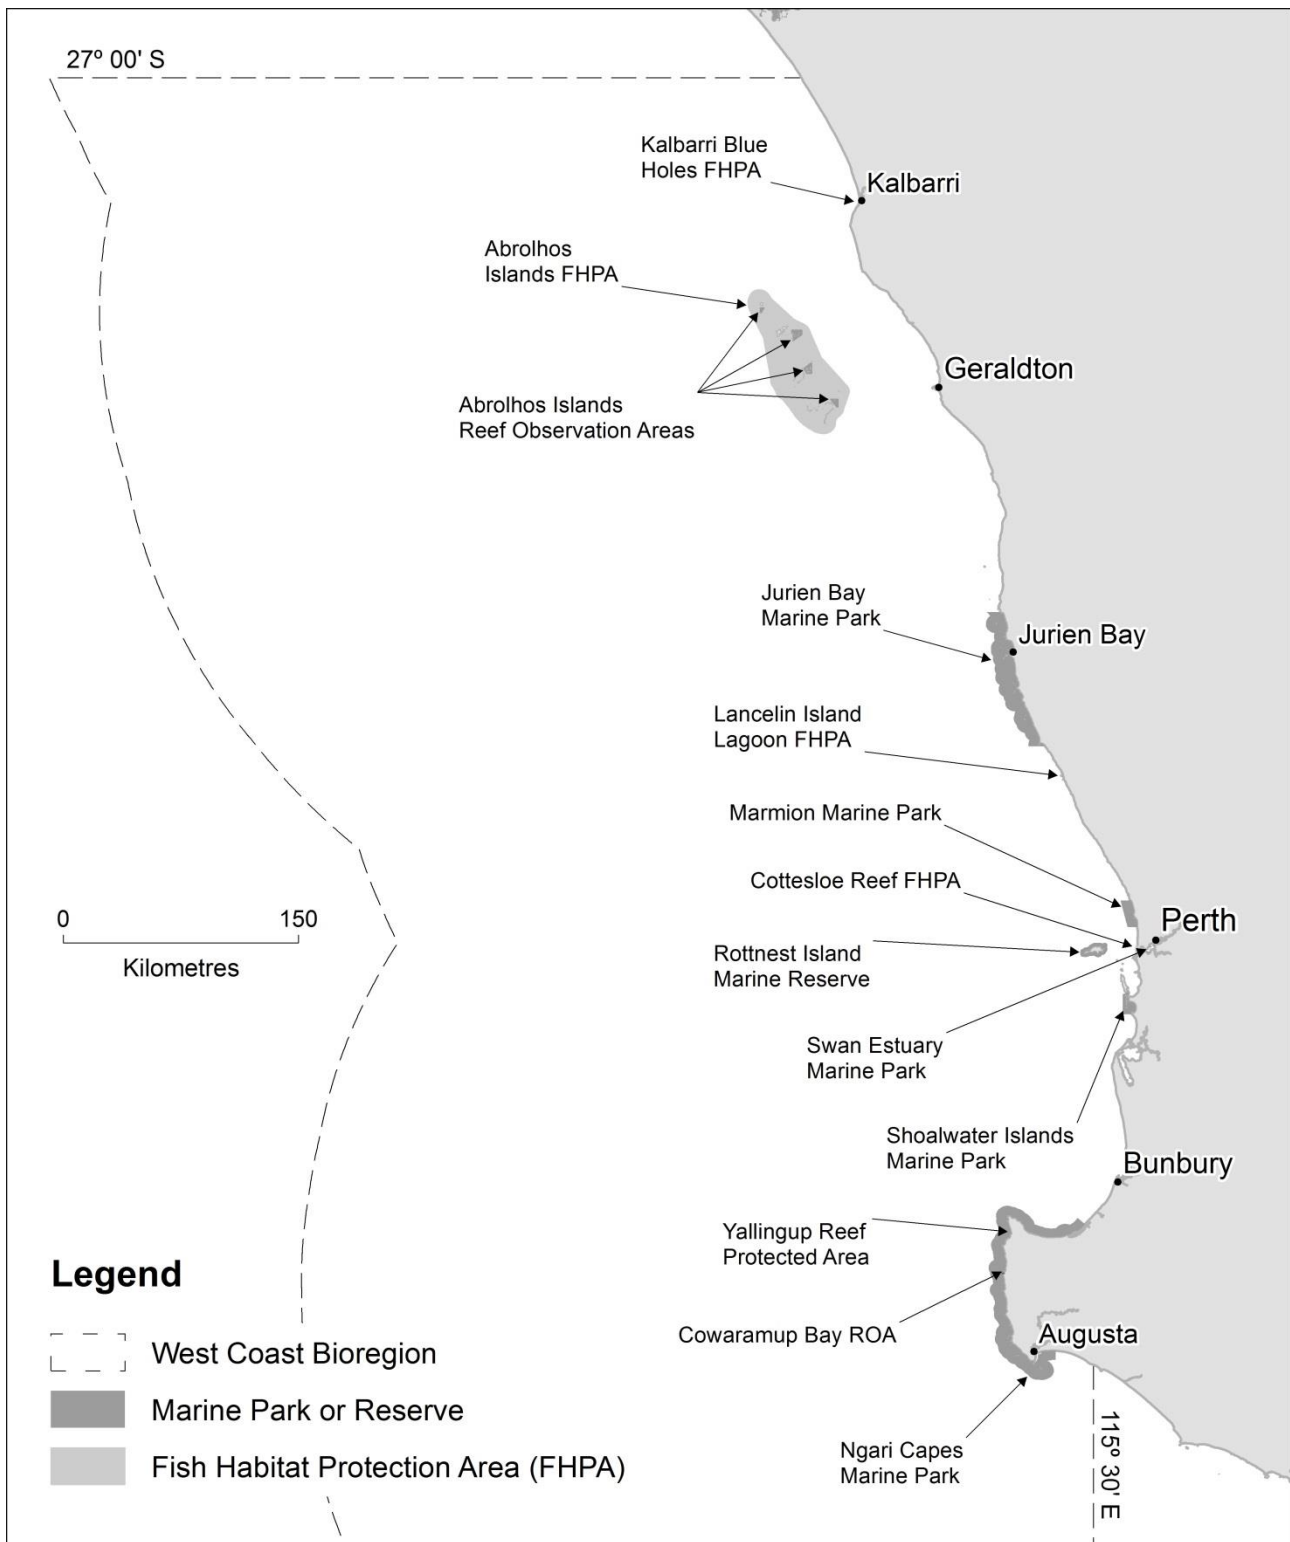 27º 00' S
Kalbarri Blue
Holes FHPA
Kalbarri
Abrolhos
Islands FHPA
Geraldton
Abrolhos Islands
Reef Observation Areas
Jurien Bay
Marine Park
Jurien Bay
Lancelin Island
Lagoon FHPA
Marmion Marine Park
Cottesloe Reef FHPA
Perth
0 150
Kilometres
Rottnest Island
Marine Reserve
Swan Estuary
Marine Park
Shoalwater Islands
Marine Park
Bunbury
Yallingup Reef
Protected Area
Cowaramup Bay ROA
Augusta
Ngari Capes
Marine Park
115º 30' E
Legend
West Coast Bioregion
Marine Park or Reserve
Fish Habitat Protection Area (FHPA)